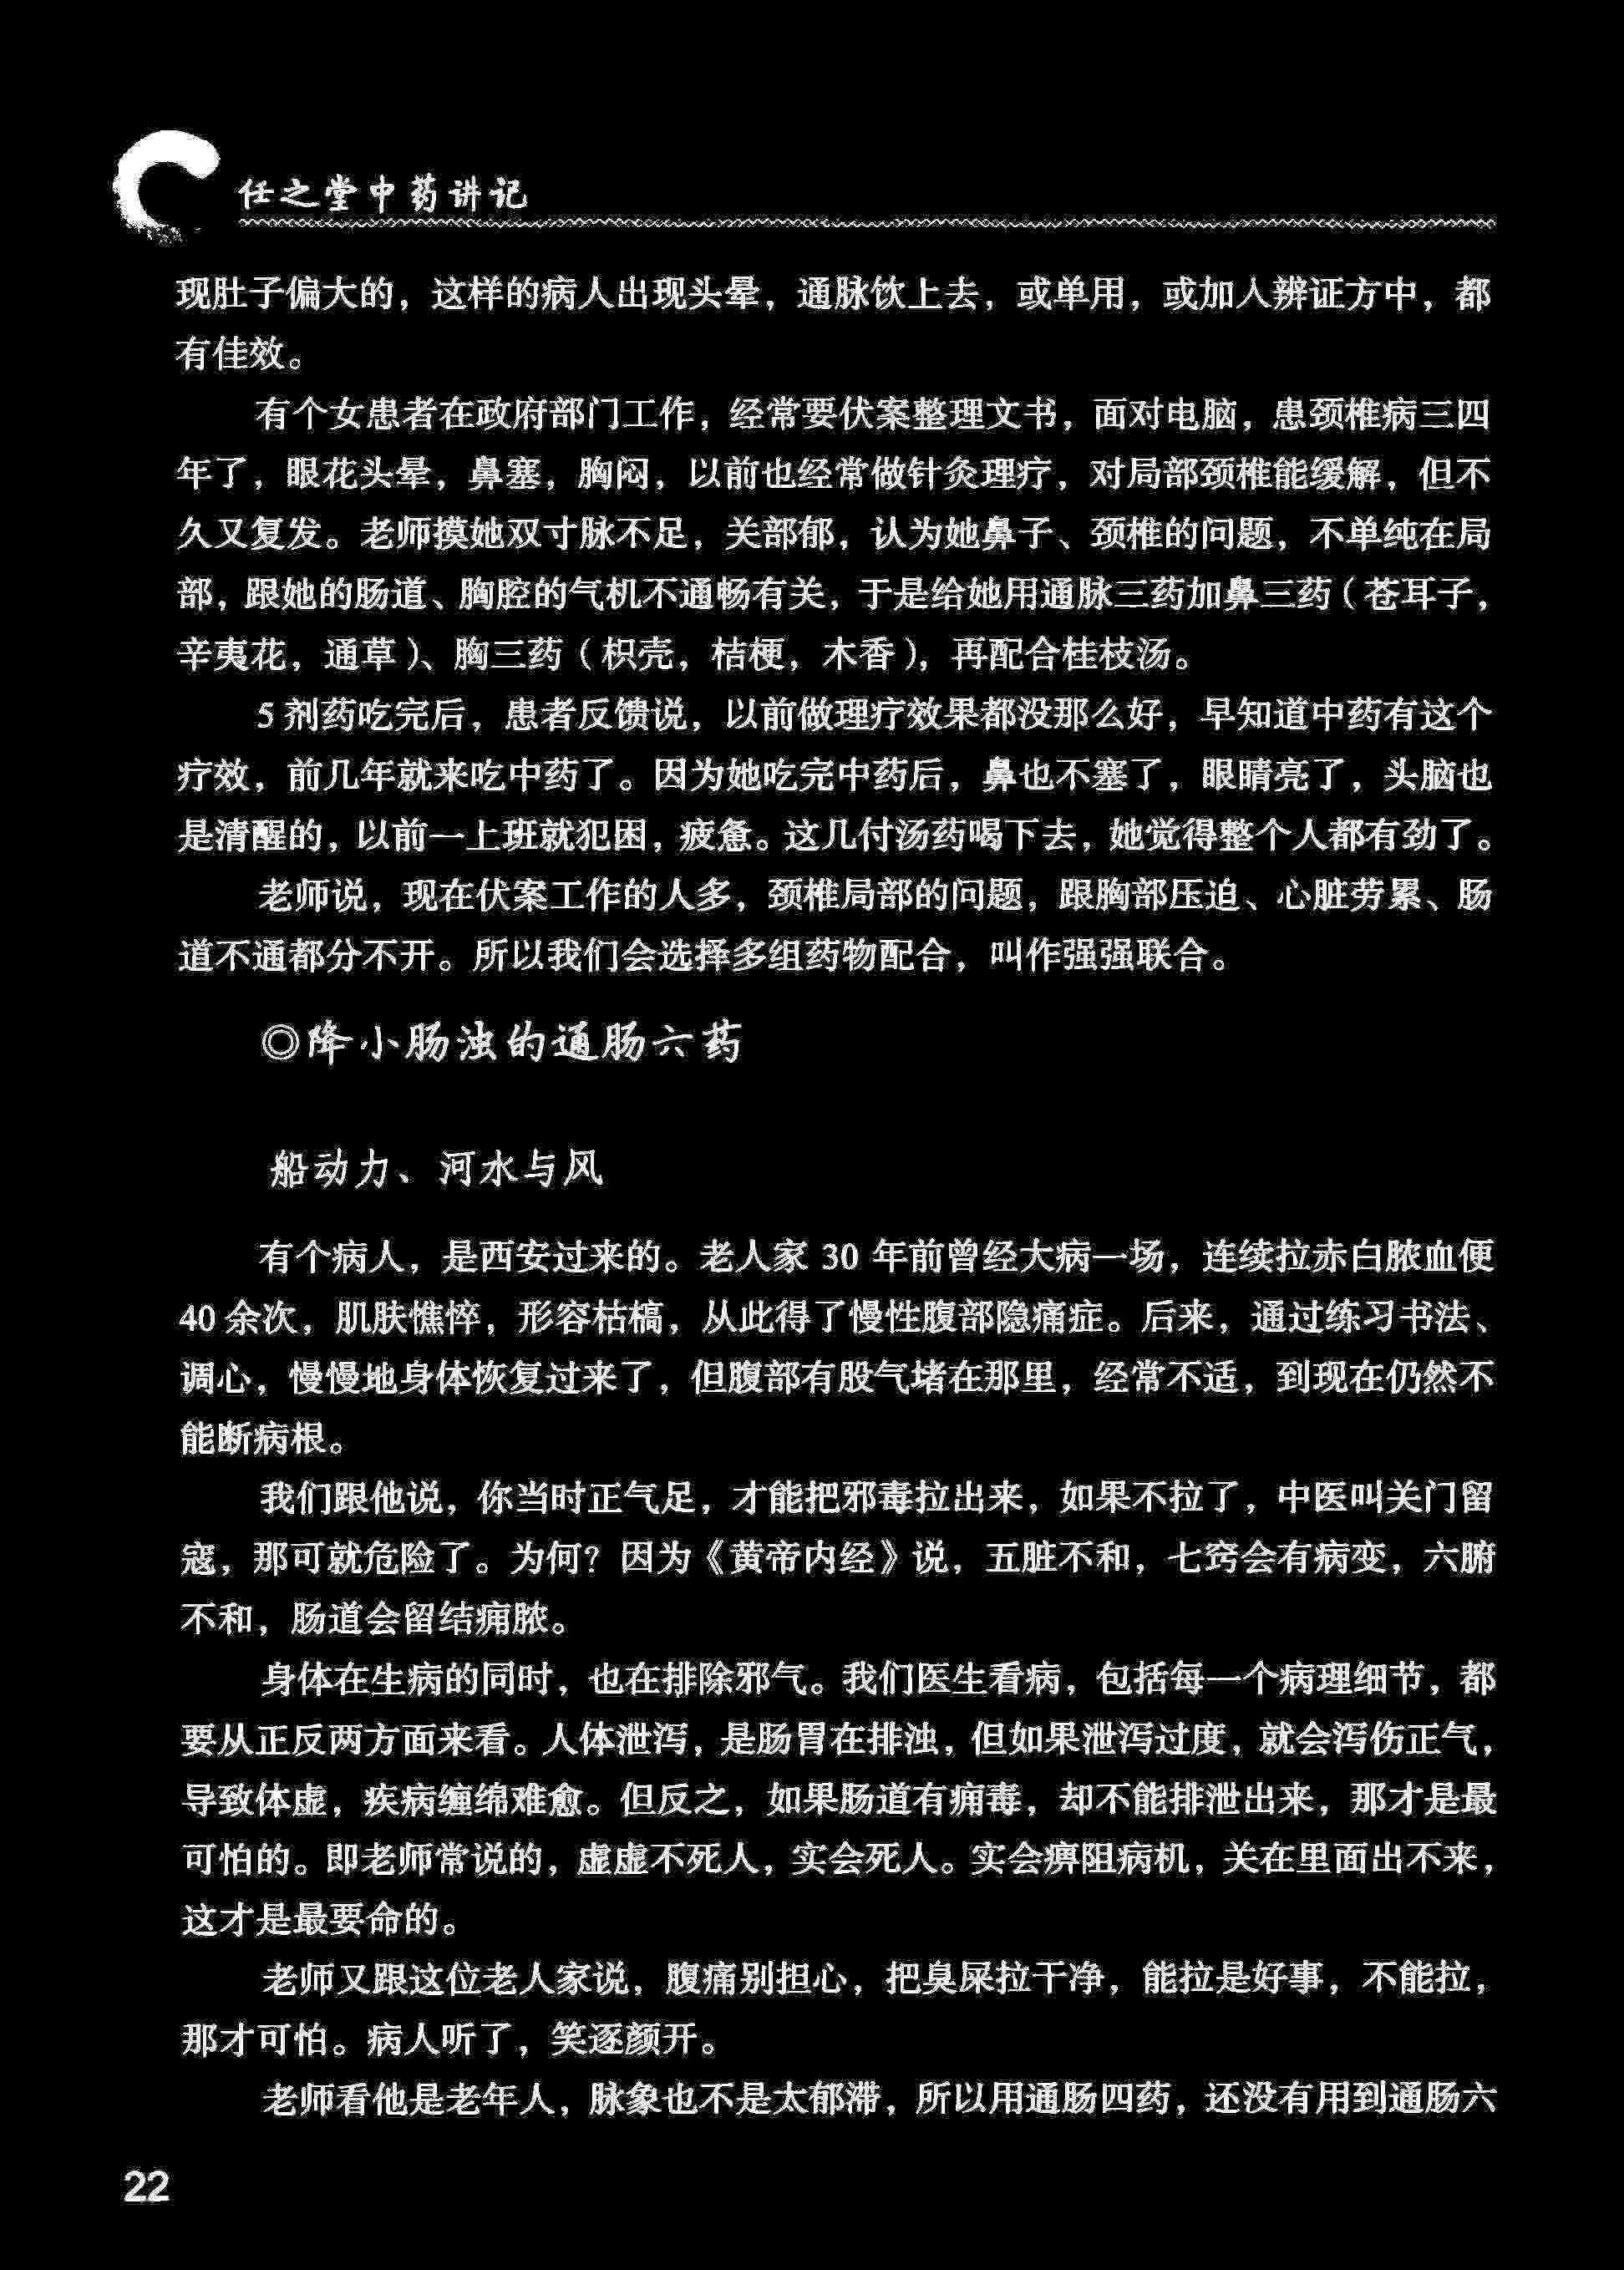 任之堂中药讲记
现肚子偏大的，这样的病人出现头晕，通脉饮上去，或单用，或加入辨证方中，都
有佳效。
有个女患者在政府部门工作，经常要伏案整理文书，面对电脑，患颈椎病三四
年了，眼花头晕，鼻塞，胸闷，以前也经常做针灸理疗，对局部颈椎能缓解，但不
久又复发。老师摸她双寸脉不足，关部郁，认为她鼻子、颈椎的问题，不单纯在局
部，跟她的肠道、胸腔的气机不通畅有关，于是给她用通脉三药加鼻三药（苍耳子，
辛夷花，通草）、胸三药（枳壳，桔梗，木香），再配合桂枝汤。
5剂药吃完后，患者反馈说，以前做理疗效果都没那么好，早知道中药有这个
疗效，前几年就来吃中药了。因为她吃完中药后，鼻也不塞了，眼睛亮了，头脑也
是清醒的，以前一上班就犯困，疲惫。这几付汤药喝下去，她觉得整个人都有劲了。
老师说，现在伏案工作的人多，颈椎局部的问题，跟胸部压迫、心脏劳累、肠
道不通都分不开。所以我们会选择多组药物配合，叫作强强联合。
◎降小肠浊的通肠六药
船动力、河水与风
有个病人，是西安过来的。老人家 30 年前曾经大病一场，连续拉赤白脓血便
40余次，肌肤憔悴，形容枯槁，从此得了慢性腹部隐痛症。后来，通过练习书法、
调心，慢慢地身体恢复过来了，但腹部有股气堵在那里，经常不适，到现在仍然不
能断病根。
我们跟他说，你当时正气足，才能把邪毒拉出来，如果不拉了，中医叫关门留
寇，那可就危险了。为何？因为《黄帝内经》说，五脏不和，七窍会有病变，六腑
不和，肠道会留结痈脓。
身体在生病的同时，也在排除邪气。我们医生看病，包括每一个病理细节，都
要从正反两方面来看。人体泄泻，是肠胃在排浊，但如果泄泻过度，就会泻伤正气，
导致体虚，疾病缠绵难愈。但反之，如果肠道有痈毒，却不能排泄出来，那才是最
可怕的。即老师常说的，虚虚不死人，实会死人。实会痹阻病机，关在里面出不来，
这才是最要命的。
老师又跟这位老人家说，腹痛别担心，把臭屎拉干净，能拉是好事，不能拉，
那才可怕。病人听了，笑逐颜开。
老师看他是老年人，脉象也不是太郁滞，所以用通肠四药，还没有用到通肠六
22